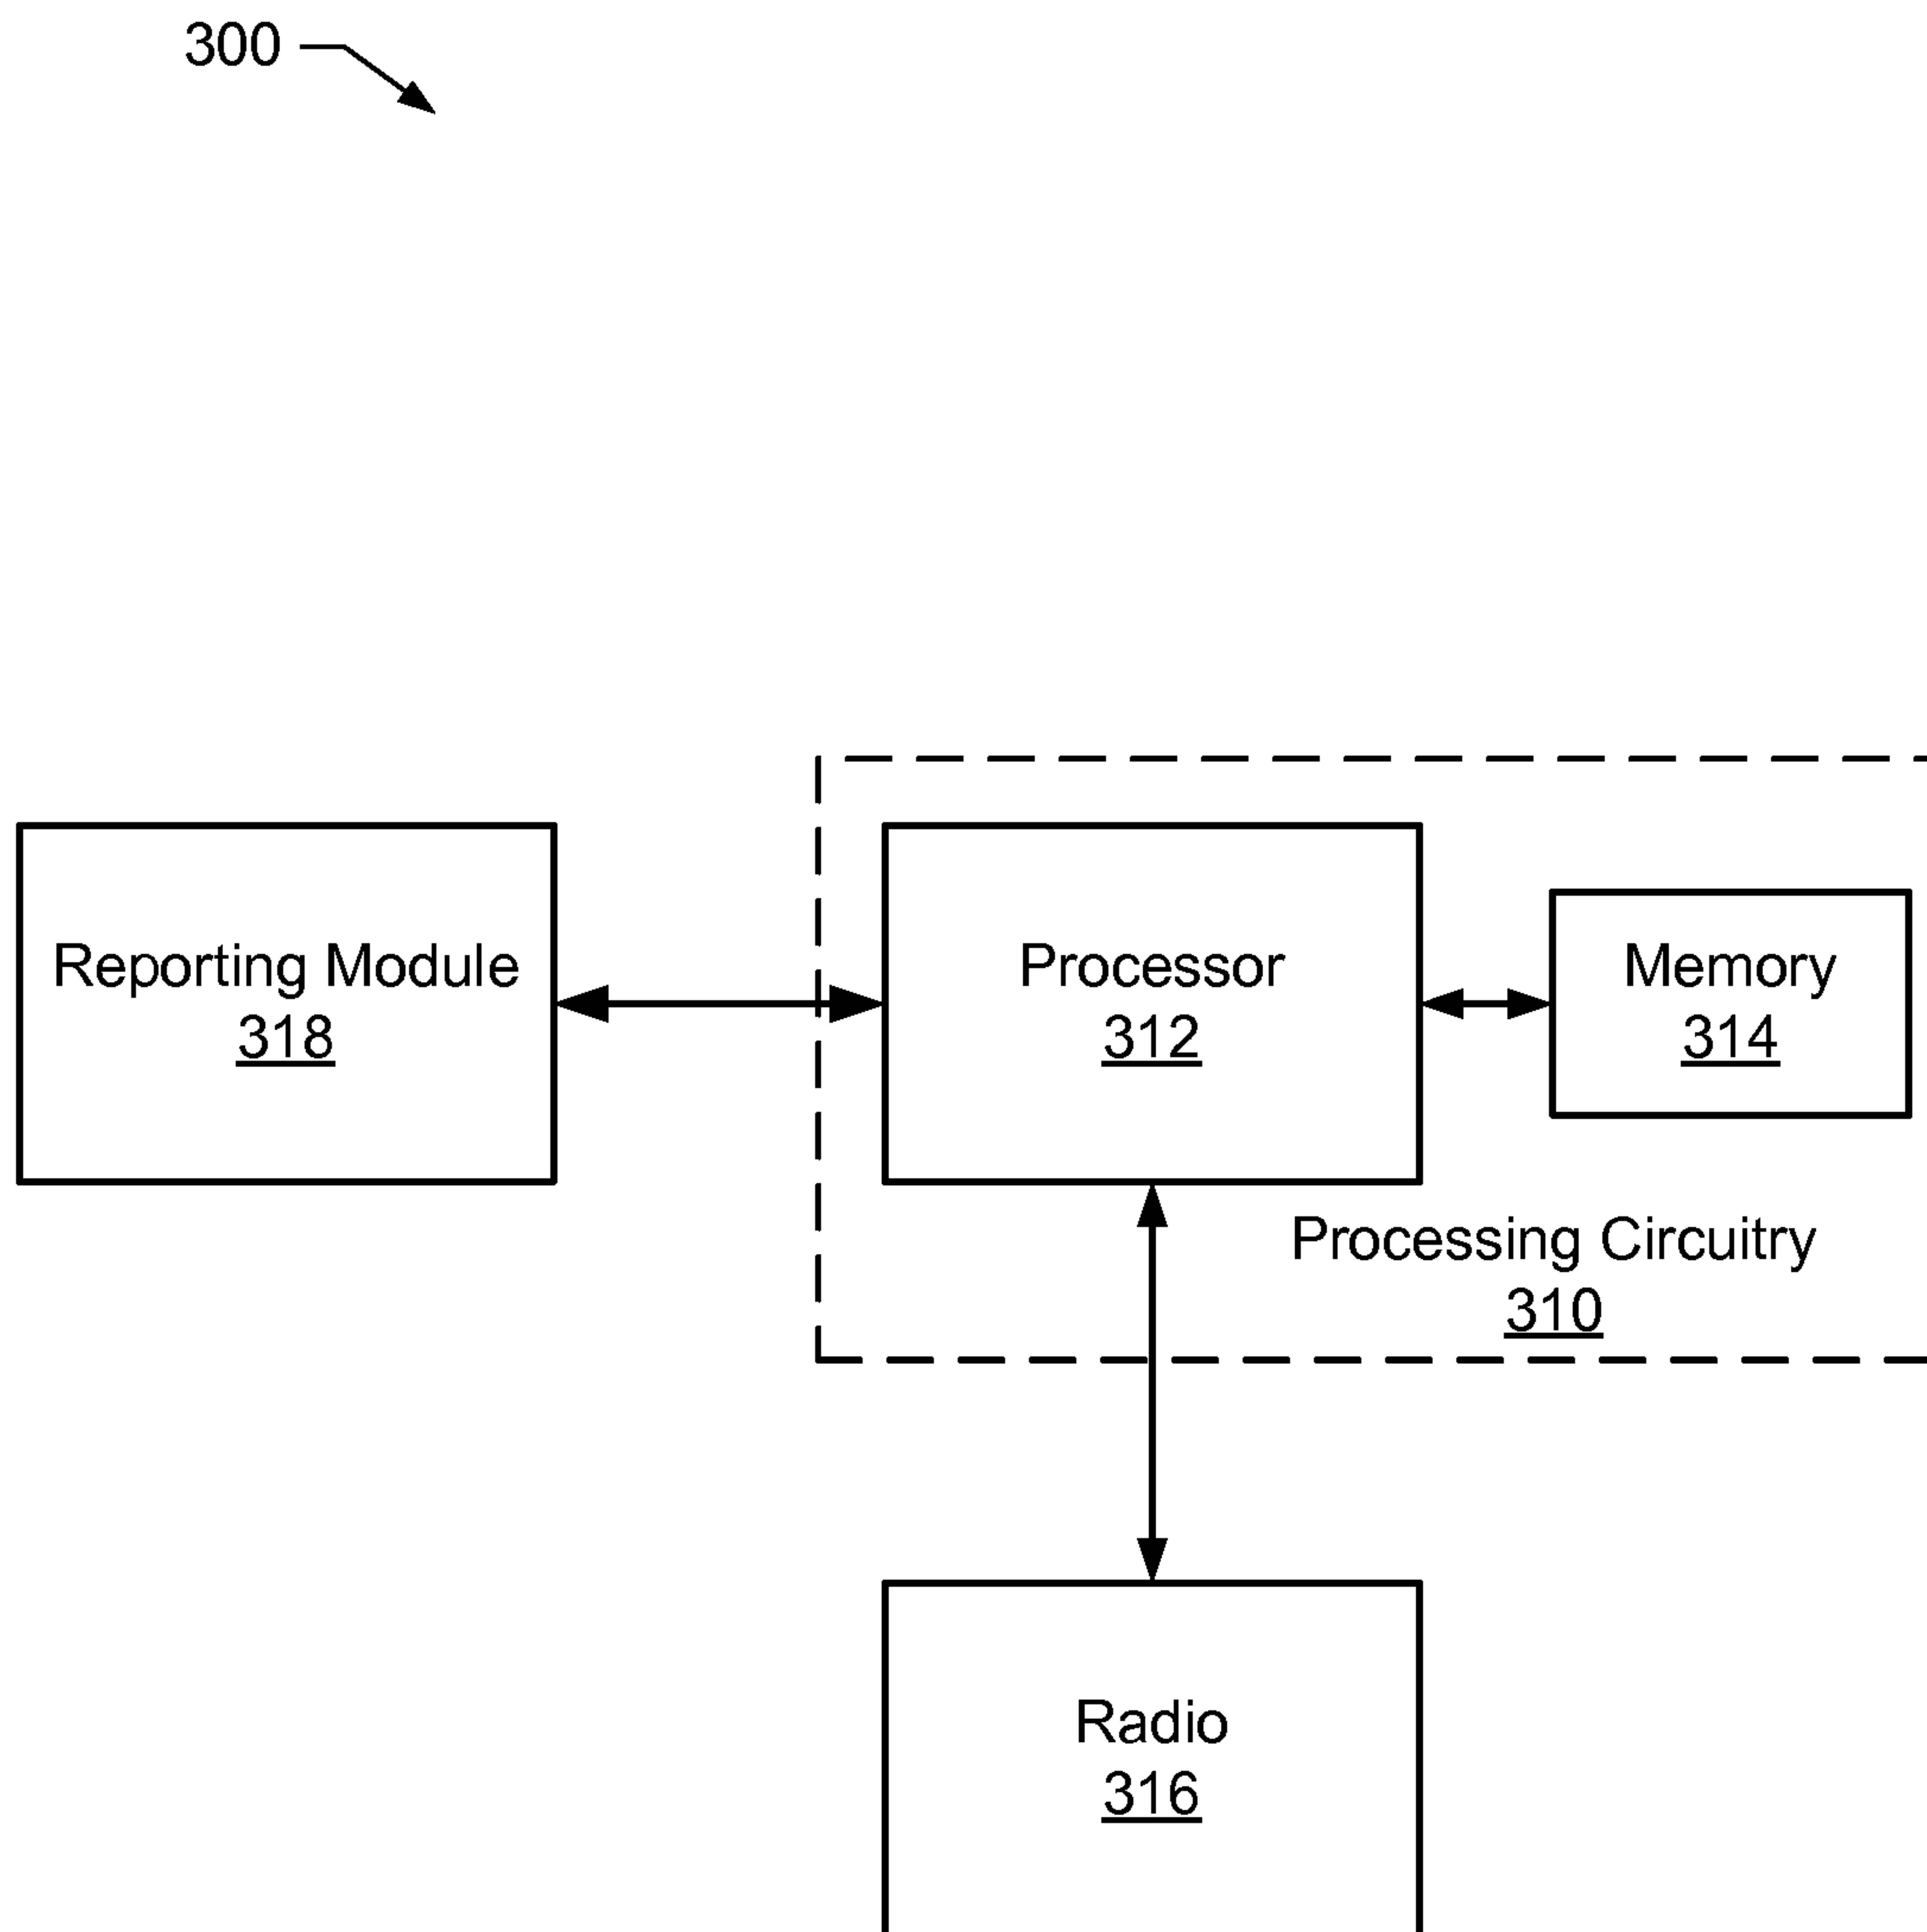 300
Reporting Module
318
Processor
312
Memory
314
Processing Circuitry
310
Radio
316